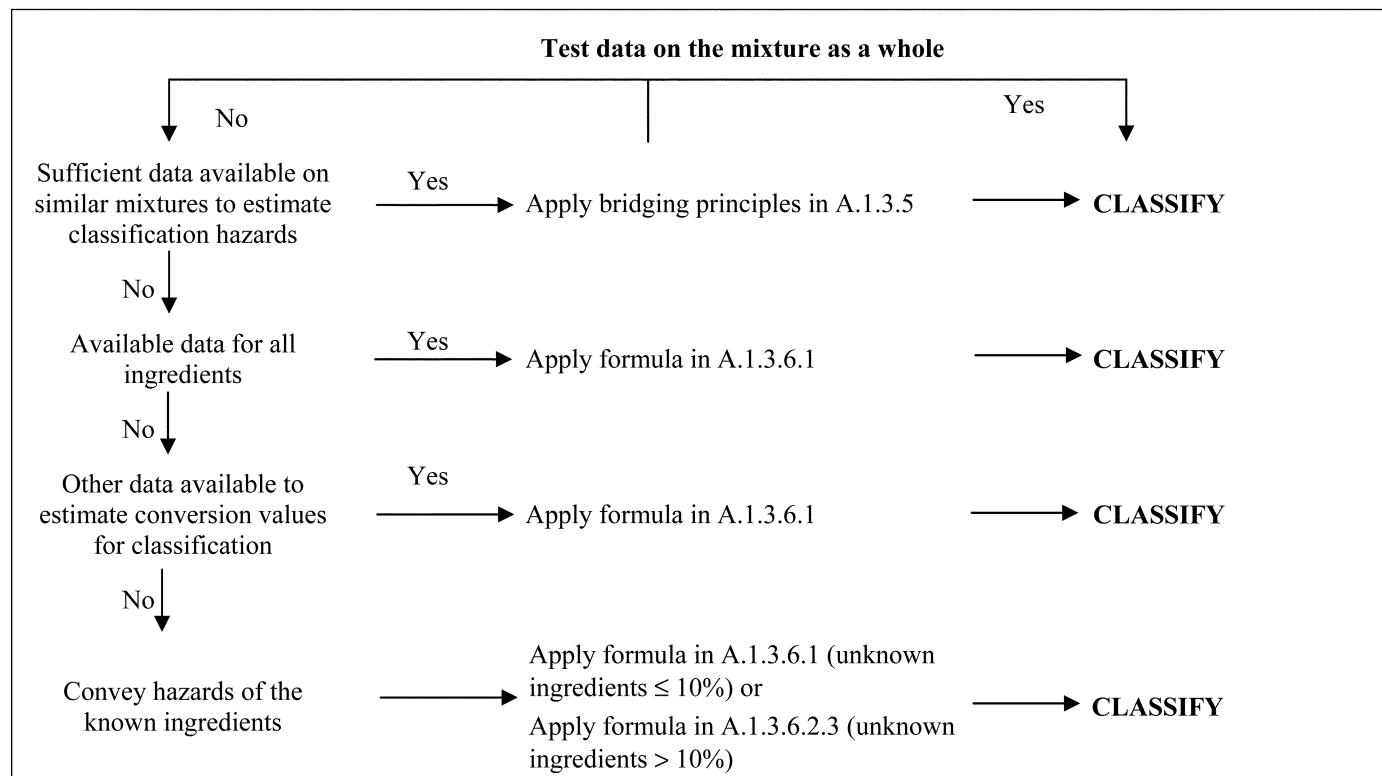 Test data on the mixture as a whole
No
Yes
Sufficient data available on
similar mixtures to estimate
classification hazards
Yes
Apply bridging principles in A.1.3.5
CLASSIFY
No
Available data for all
ingredients
Yes
Apply formula in A.1.3.6.1
CLASSIFY
No
Other data available to
estimate conversion values
for classification
Yes
Apply formula in A.1.3.6.1
CLASSIFY
No
Convey hazards of the
known ingredients
Apply formula in A.1.3.6.1 (unknown
ingredients ≤ 10%) or
Apply formula in A.1.3.6.2.3 (unknown
ingredients > 10%)
CLASSIFY